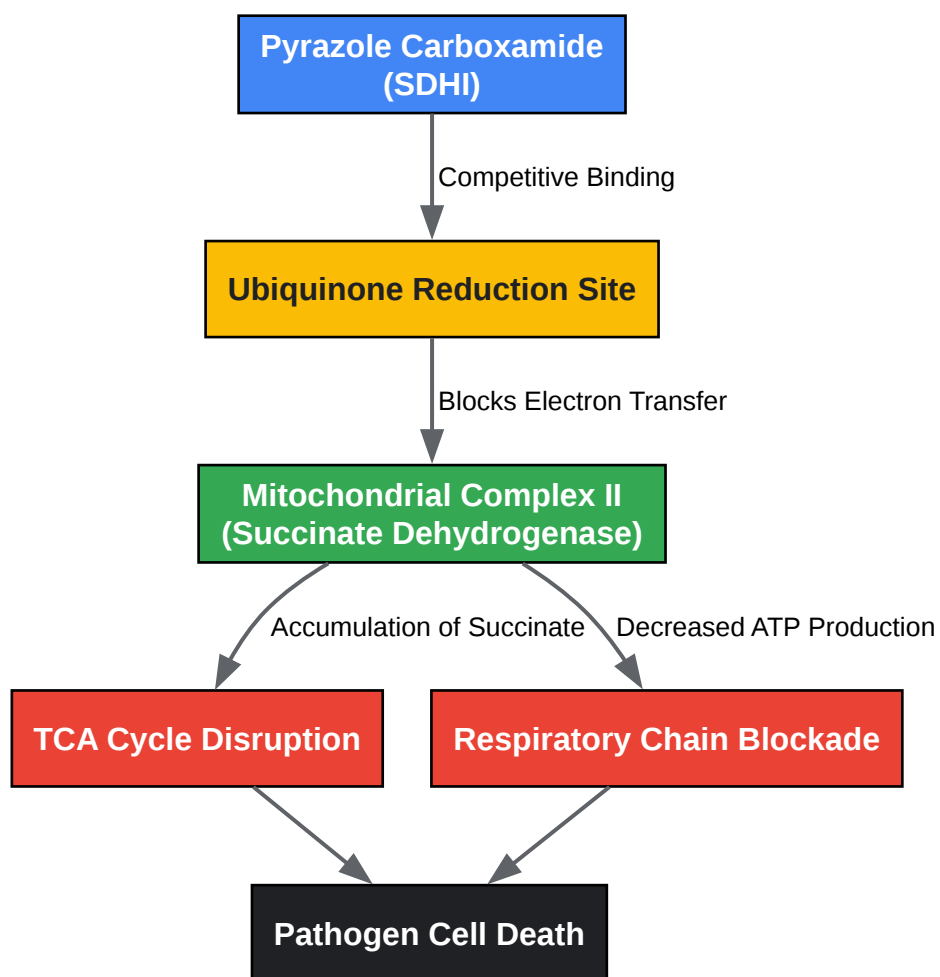 Pyrazole Carboxamide
(SDHI)
Competitive Binding
Ubiquinone Reduction Site
Blocks Electron Transfer
Mitochondrial Complex II
(Succinate Dehydrogenase)
Accumulation of Succinate
Decreased ATP Production
TCA Cycle Disruption
Respiratory Chain Blockade
Pathogen Cell Death